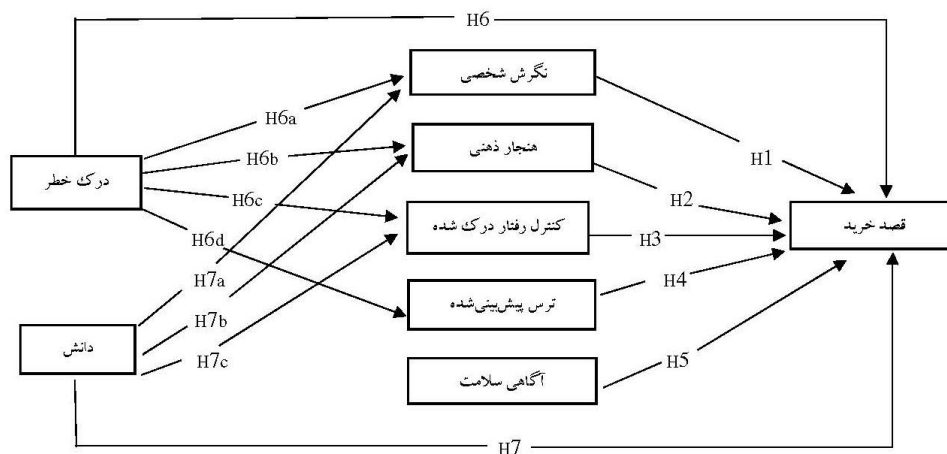 H6
نگرش شخصی
H6a
هنجار ذهنی
H1
H6b
درک خطر
H6c
H2
کنترل رفتار درک شده
H3
قصد خرید
H6d
H7a
ترس پیش‌بینی‌شده
H4
H7b
دانش
H7c
آگاهی سلامت
H5
H7